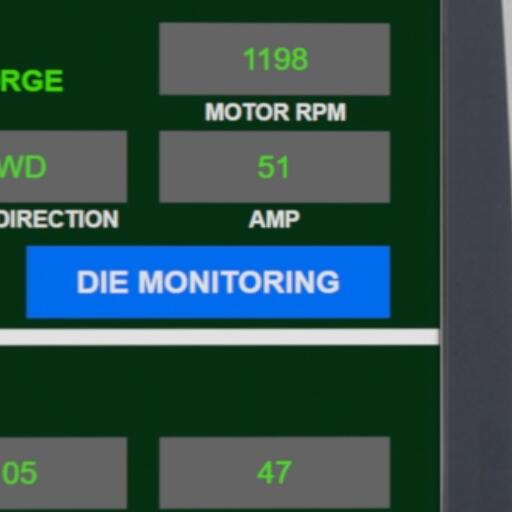 1198
RGE
MOTOR RPM
WD
51
DIRECTION
AMP
DIE MONITORING
05
47